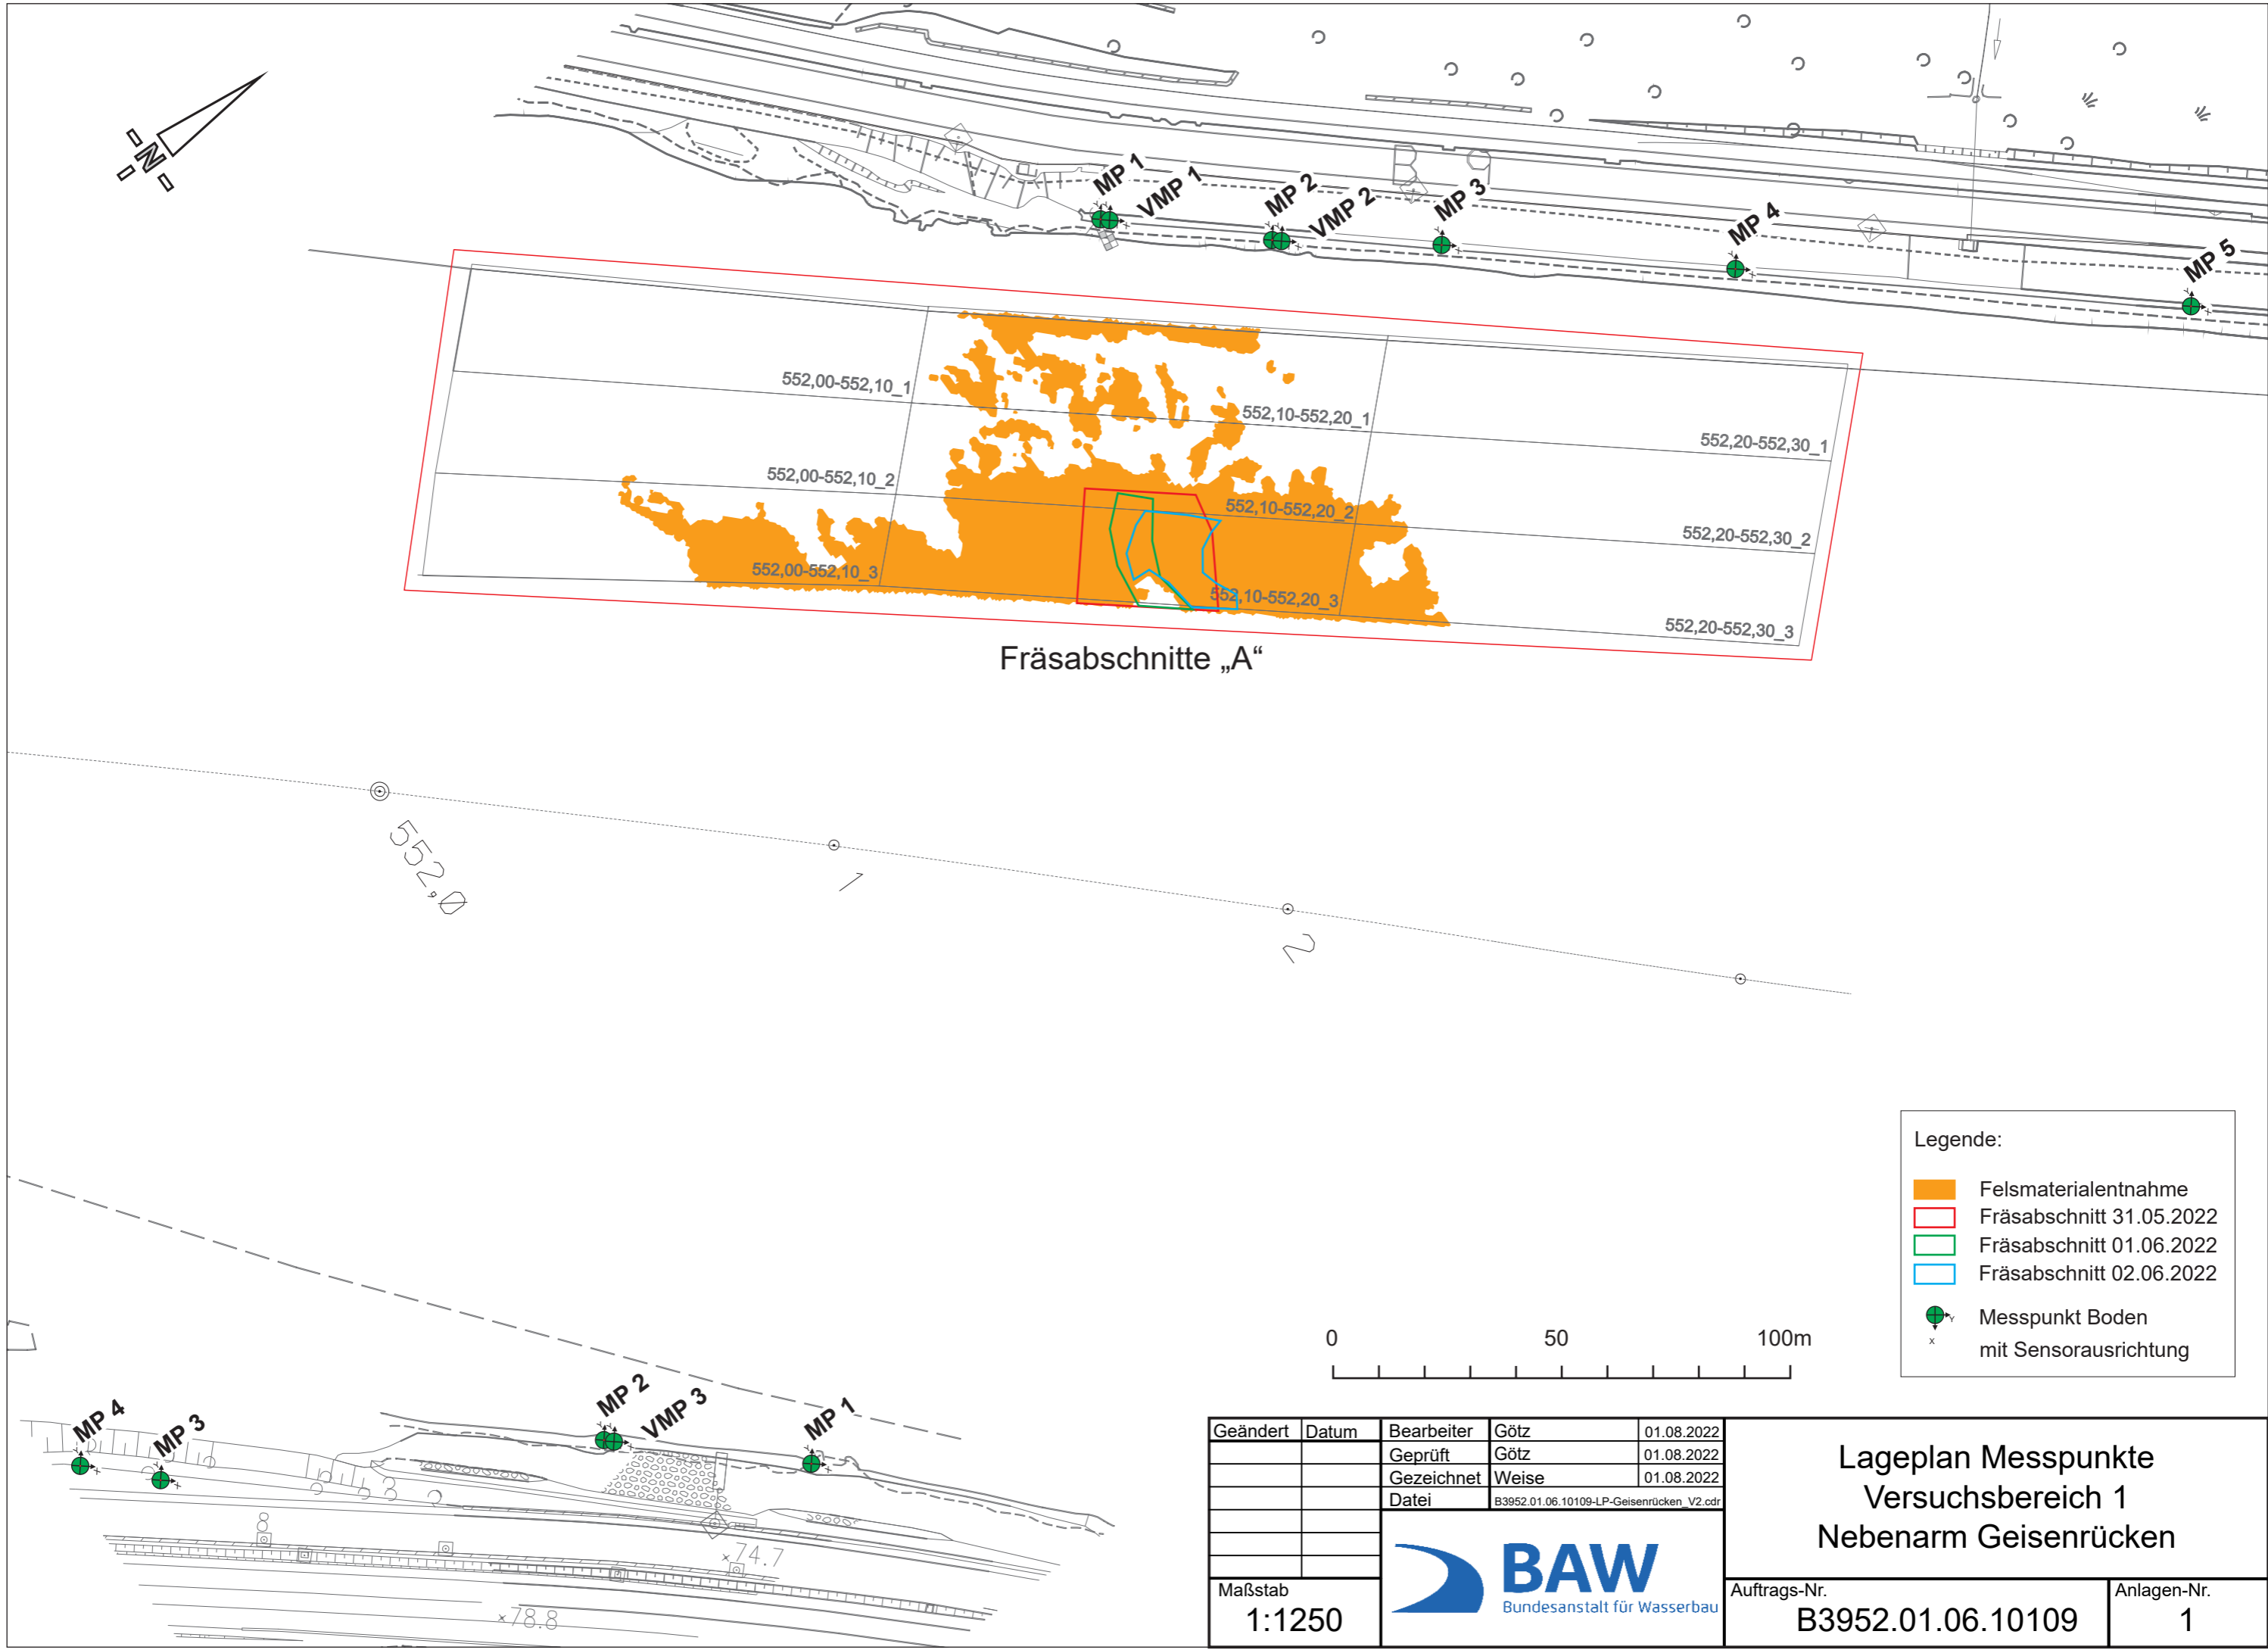 N
MP 1
VMP 1
MP 2
VMP 2
MP 3
MP 4
MP 5
552,00-552,10_1
552,10-552,20_1
552,20-552,30_1
552,00-552,10_2
552,10-552,20_2
552,20-552,30_2
552,00-552,10_3
552,10-552,20_3
552,20-552,30_3
Fräsabschnitte „A“
552,0
1
2
Legende:
Felsmaterialentnahme
Fräsabschnitt 31.05.2022
Fräsabschnitt 01.06.2022
Fräsabschnitt 02.06.2022
Y
X
Messpunkt Boden
mit Sensorausrichtung
0 50 100m
MP 4
MP 3
MP 2
VMP 3
MP 1
74.7
78.8
Geändert Datum Bearbeiter Götz 01.08.2022
Geprüft Götz 01.08.2022
Gezeichnet Weise 01.08.2022
Datei B3952.01.06.10109-LP-Geisenrücken_V2.cdr
Maßstab
1:1250
BAW
Bundesanstalt für Wasserbau
Lageplan Messpunkte
Versuchsbereich 1
Nebenarm Geisenrücken
Auftrags-Nr.
B3952.01.06.10109
Anlagen-Nr.
1